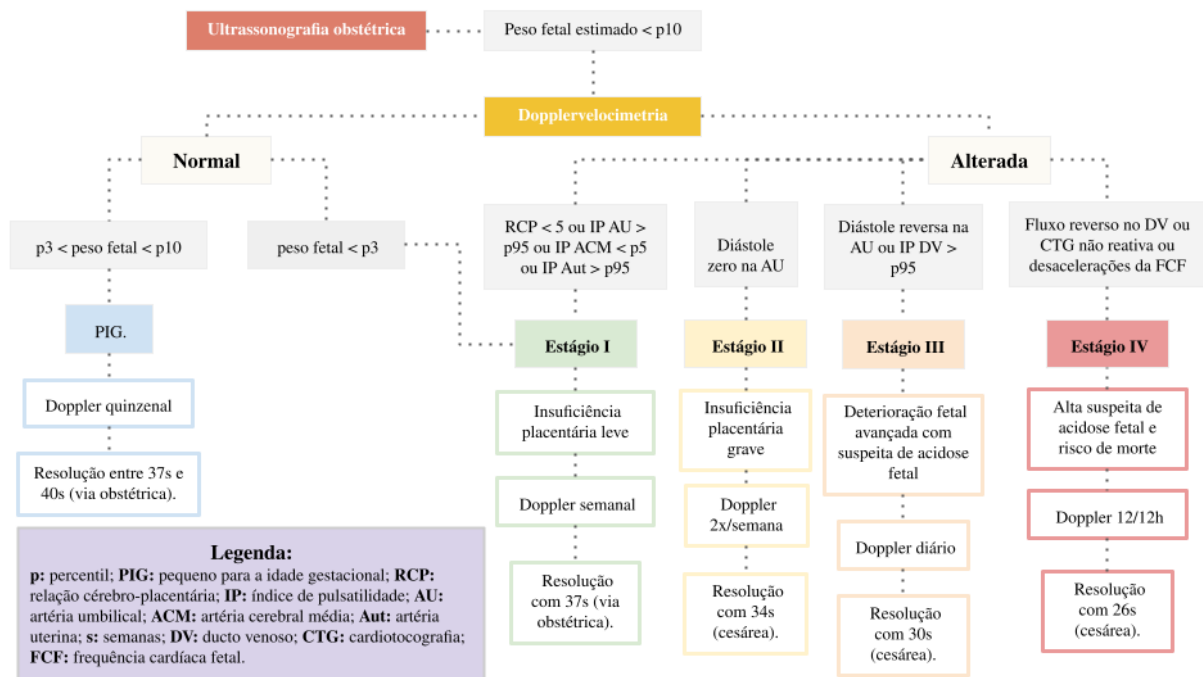 Ultrassonografia obstétrica
Peso fetal estimado < p10
Dopplervelocimetria
Normal
Alterada
p3 < peso fetal < p10
peso fetal < p3
RCP < 5 ou IP AU >
p95 ou IP ACM < p5
ou IP Aut > p95
Diástole
zero na AU
Diástole reversa na
AU ou IP DV >
p95
Fluxo reverso no DV ou
CTG não reativa ou
desacelerações da FCF
PIG.
Estágio I
Estágio II
Estágio III
Estágio IV
Doppler quinzenal
Insuficiência
placentária leve
Insuficiência
placentária
grave
Deterioração fetal
avançada com
suspeita de acidose
fetal
Alta suspeita de
acidose fetal e
risco de morte
Resolução entre 37s e
40s (via obstétrica).
Doppler semanal
Doppler
2x/semana
Doppler diário
Doppler 12/12h
Resolução
com 37s (via
obstétrica).
Resolução
com 34s
(cesárea).
Resolução
com 30s
(cesárea).
Resolução
com 26s
(cesárea).
Legenda:
p: percentil; PIG: pequeno para a idade gestacional; RCP:
relação cérebro-placentária; IP: índice de pulsatilidade; AU:
artéria umbilical; ACM: artéria cerebral média; Aut: artéria
uterina; s: semanas; DV: ducto venoso; CTG: cardiotocografia;
FCF: frequência cardíaca fetal.